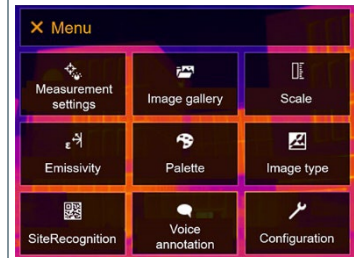 Menu
Measurement
settings
Image gallery
Scale
Emissivity
Palette
Image type
SiteRecognition
Voice
annotation
Configuration